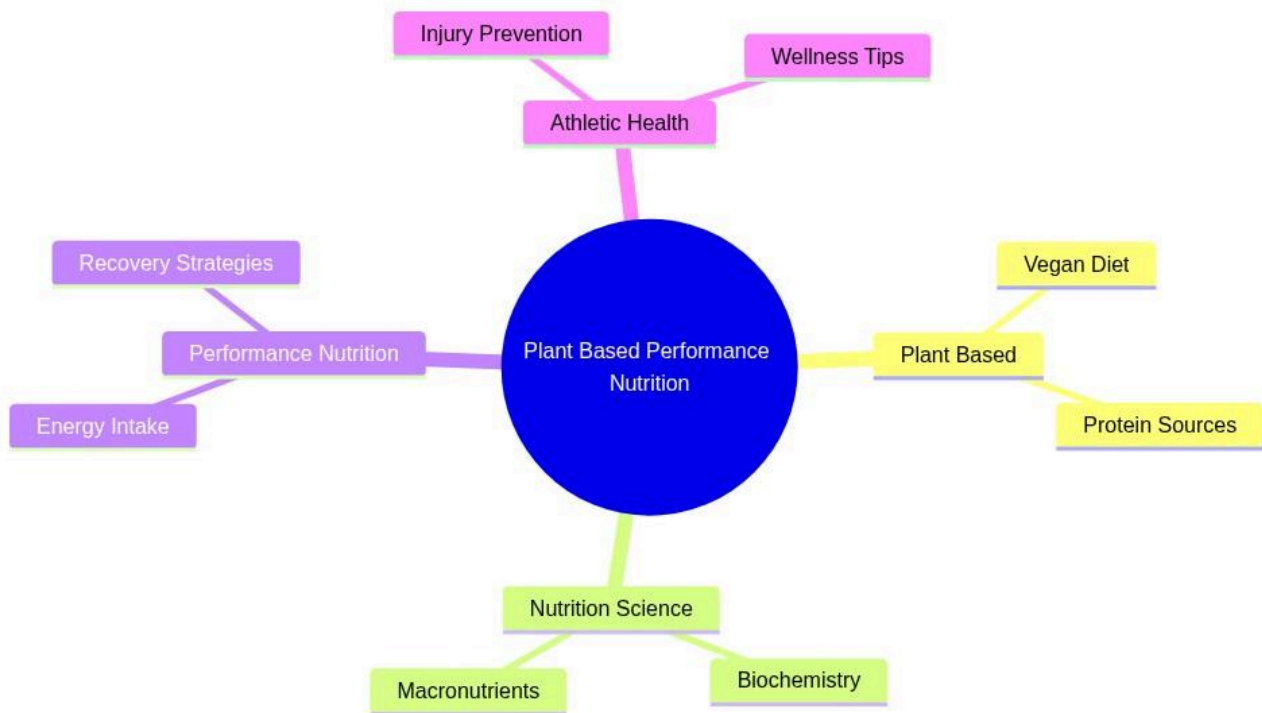 Injury Prevention
Wellness Tips
Athletic Health
Recovery Strategies
Vegan Diet
Performance Nutrition
Plant Based Performance
Nutrition
Plant Based
Energy Intake
Protein Sources
Nutrition Science
Macronutrients
Biochemistry